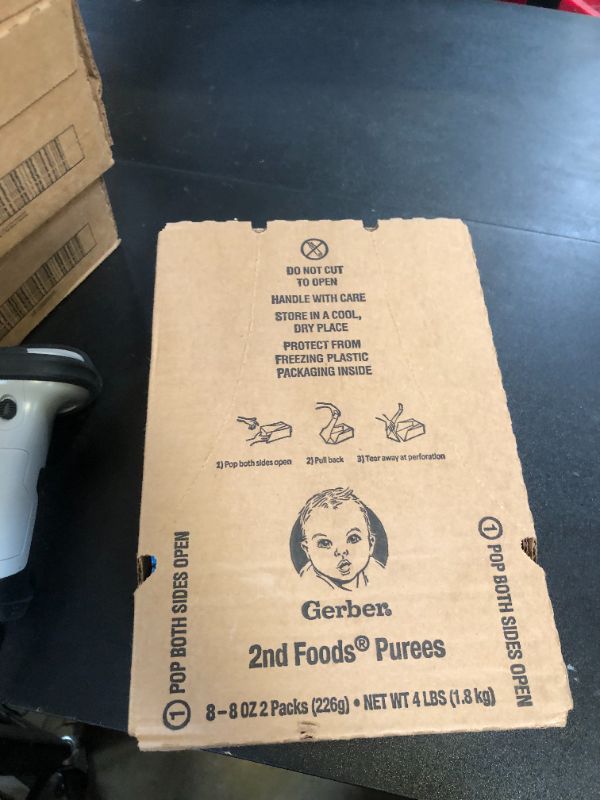 DO NOT CUT
TO OPEN
HANDLE WITH CARE
STORE IN A COOL,
DRY PLACE
PROTECT FROM
FREEZING PLASTIC
PACKAGING INSIDE
1) Pop both sides open
2) Pull back
3) Tear away at perforation
1 POP BOTH SIDES OPEN
1 POP BOTH SIDES OPEN
Gerber®
2nd Foods® Purees
8-8 OZ 2 Packs (226g) • NET WT 4 LBS (1.8 kg)